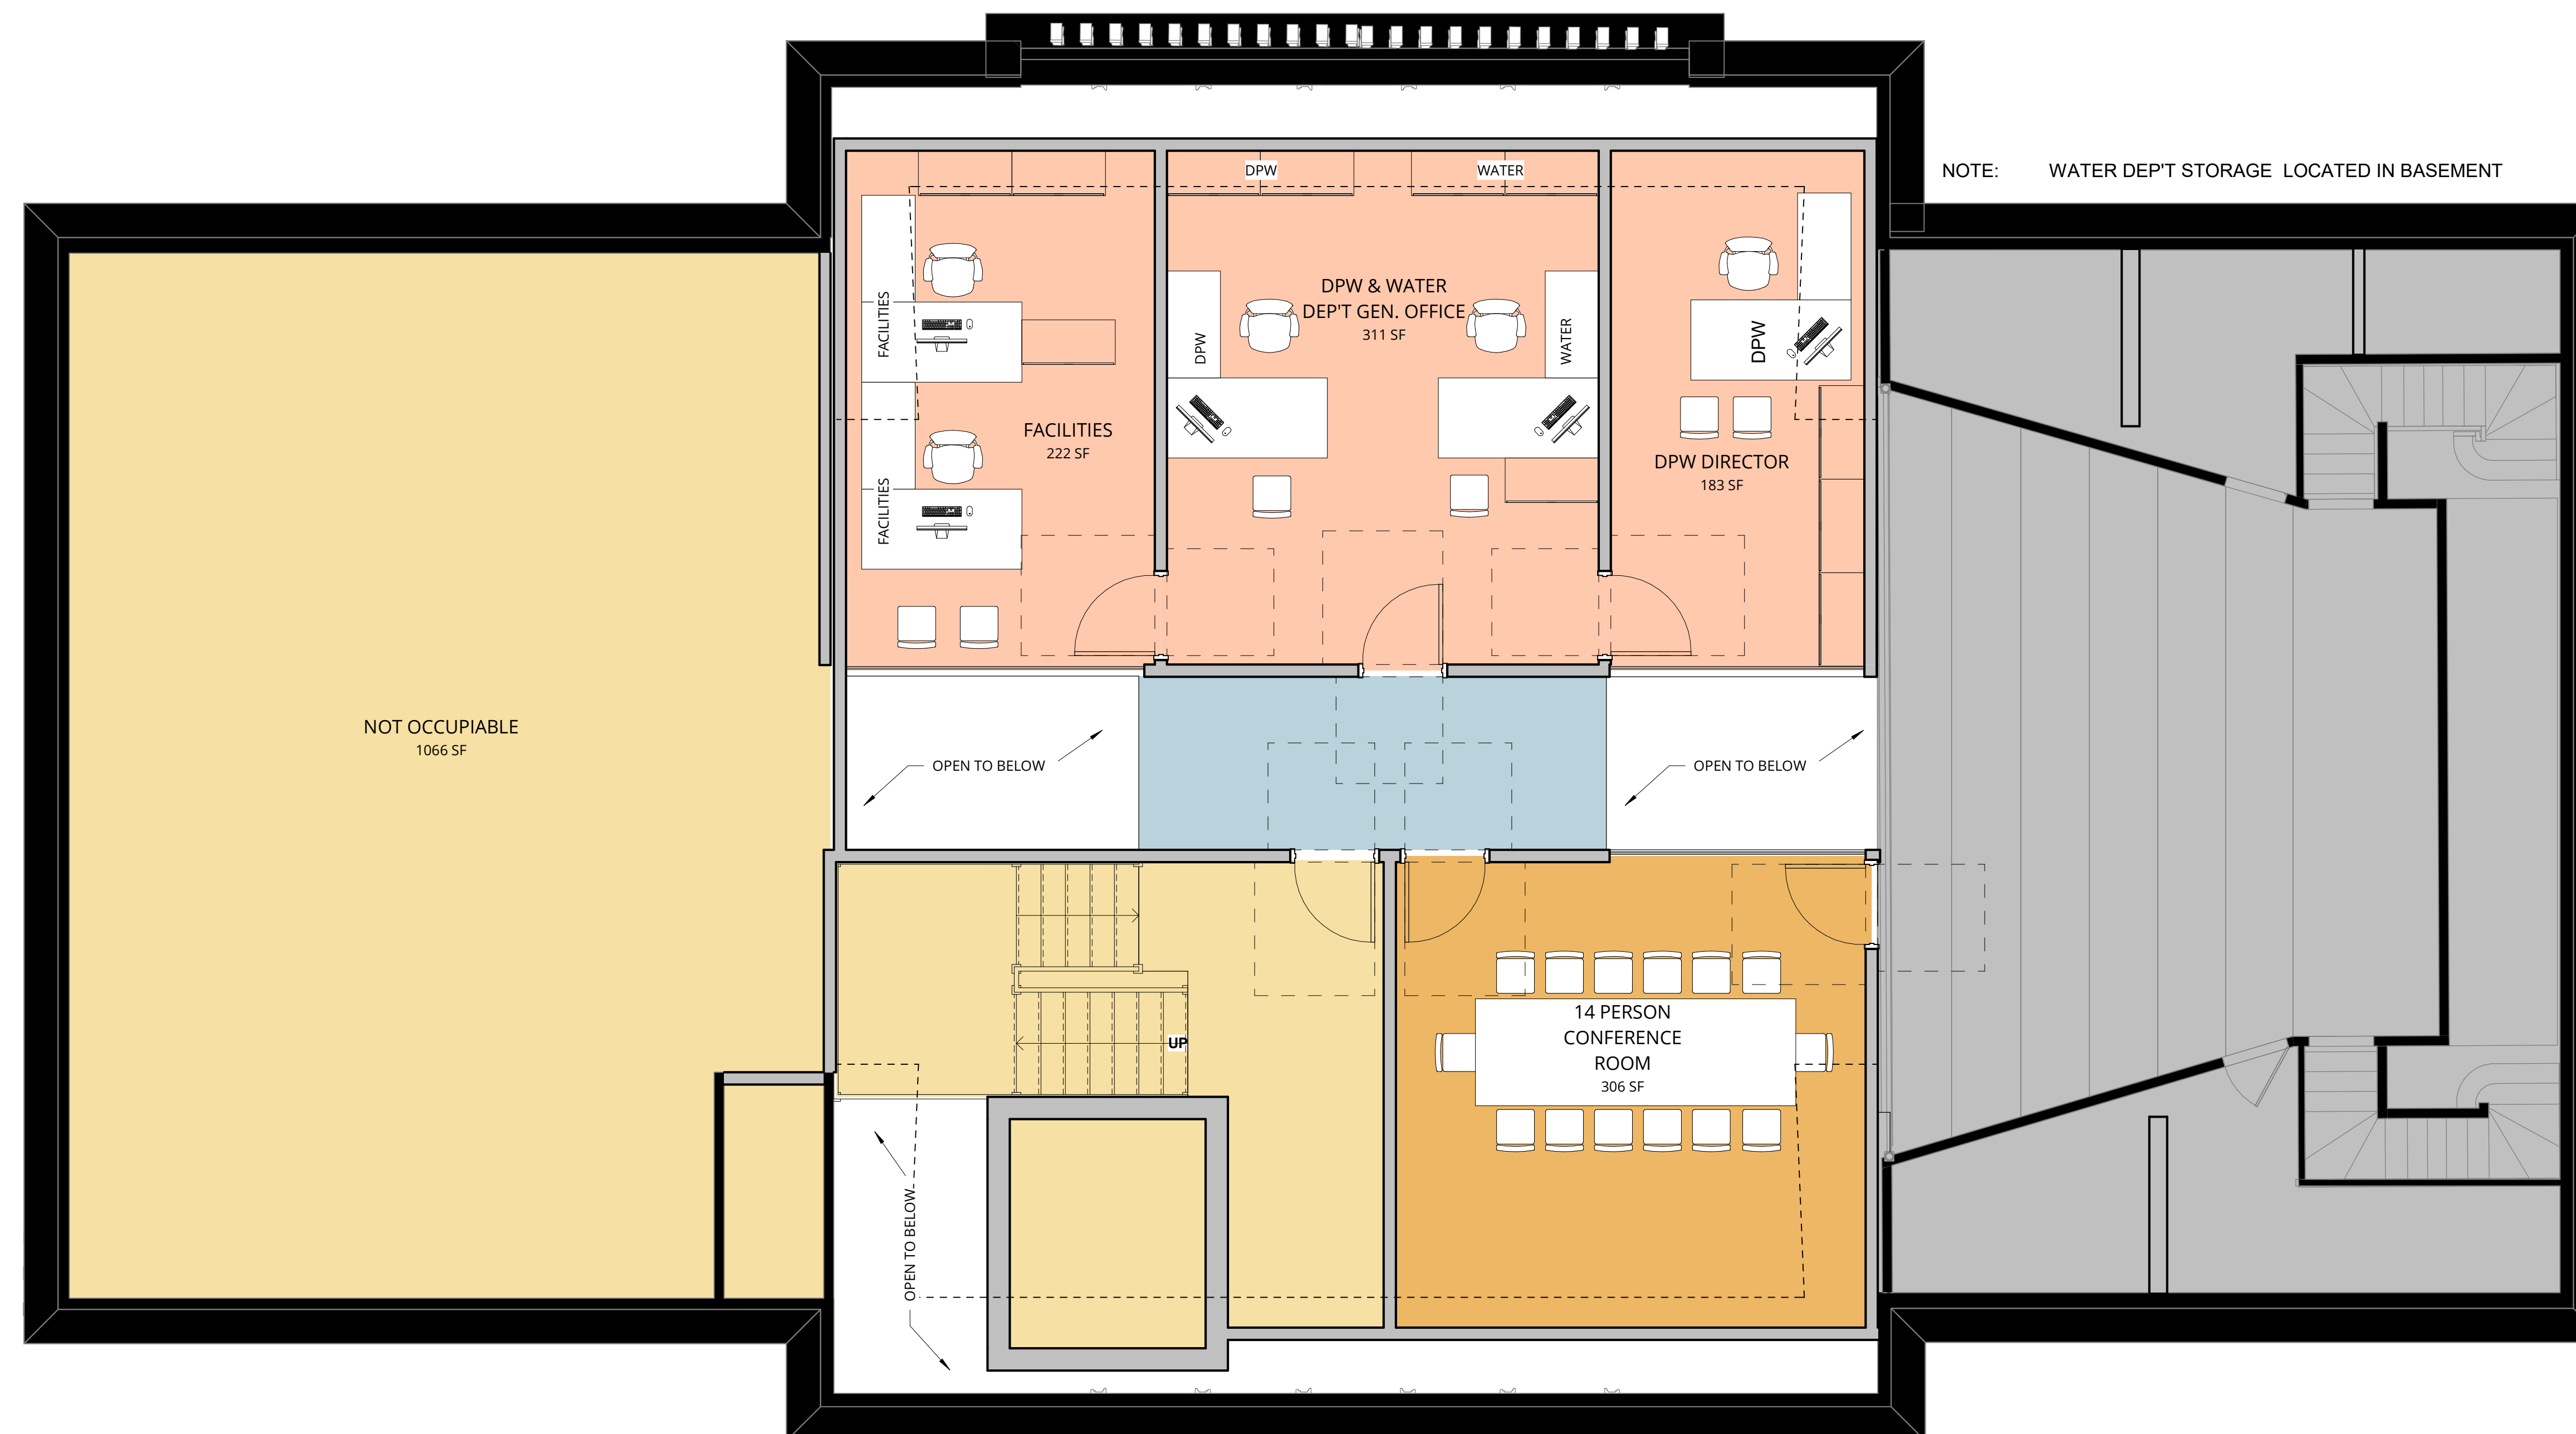 DPW
WATER
NOTE: WATER DEP'T STORAGE LOCATED IN BASEMENT
FACILITIES
DPW & WATER
DEP'T GEN. OFFICE
311 SF
DPW
WATER
DPW
FACILITIES
222 SF
DPW DIRECTOR
183 SF
FACILITIES
NOT OCCUPIABLE
1066 SF
OPEN TO BELOW
OPEN TO BELOW
UP
14 PERSON
CONFERENCE
ROOM
306 SF
OPEN TO BELOW